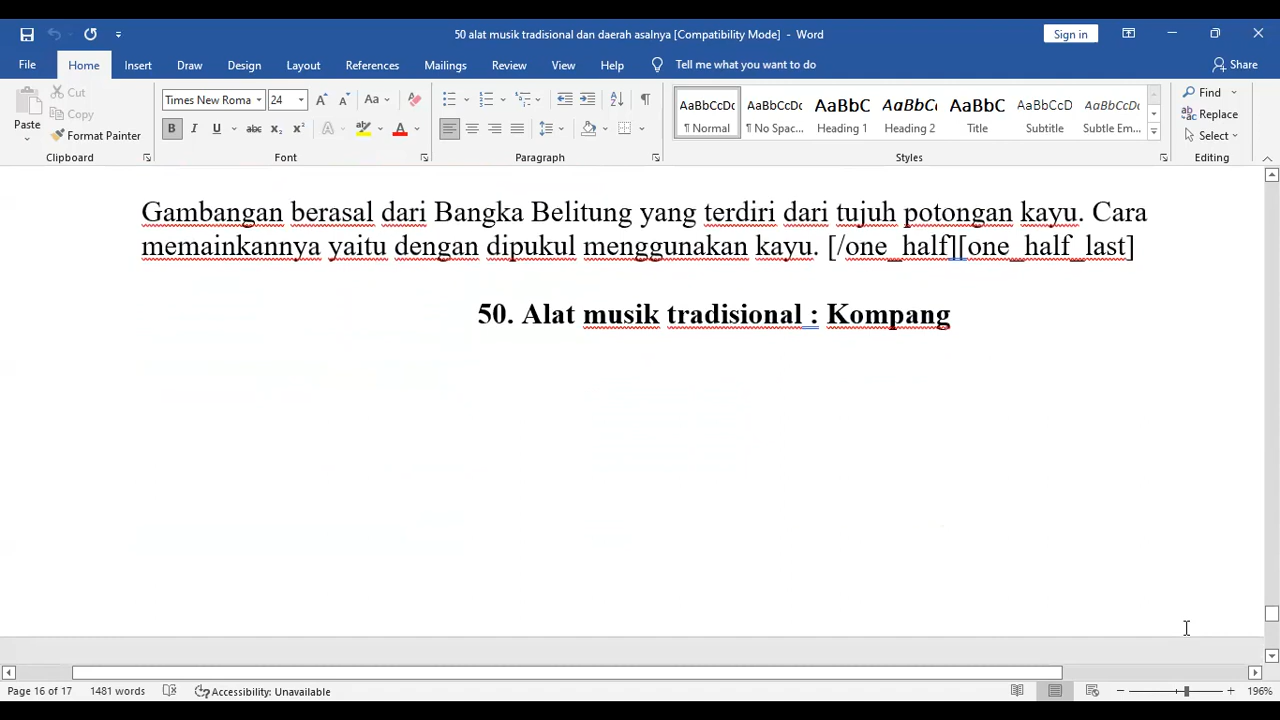 50 alat musik tradisional dan daerah asalnya [Compatibility Mode] - Word
Sign in
File Home Insert Draw Design Layout References Mailings Review View Help Tell me what you want to do Share
Paste
Cut
Copy
Format Painter
Clipboard
Times New Roma 24
Font
Paragraph
AaBbCcDc ¶ Normal
AaBbCcDc ¶ No Spac...
AaBbC Heading 1
AaBbCc Heading 2
AaBbC Title
AaBbCcD Subtitle
AaBbCcDc Subtle Em...
Styles
Find
Replace
Select
Editing
Gambangan berasal dari Bangka Belitung yang terdiri dari tujuh potongan kayu. Cara
memainkannya yaitu dengan dipukul menggunakan kayu. [/one_half][one_half_last]
50. Alat musik tradisional : Kompang
Page 16 of 17 1481 words Accessibility: Unavailable 196%